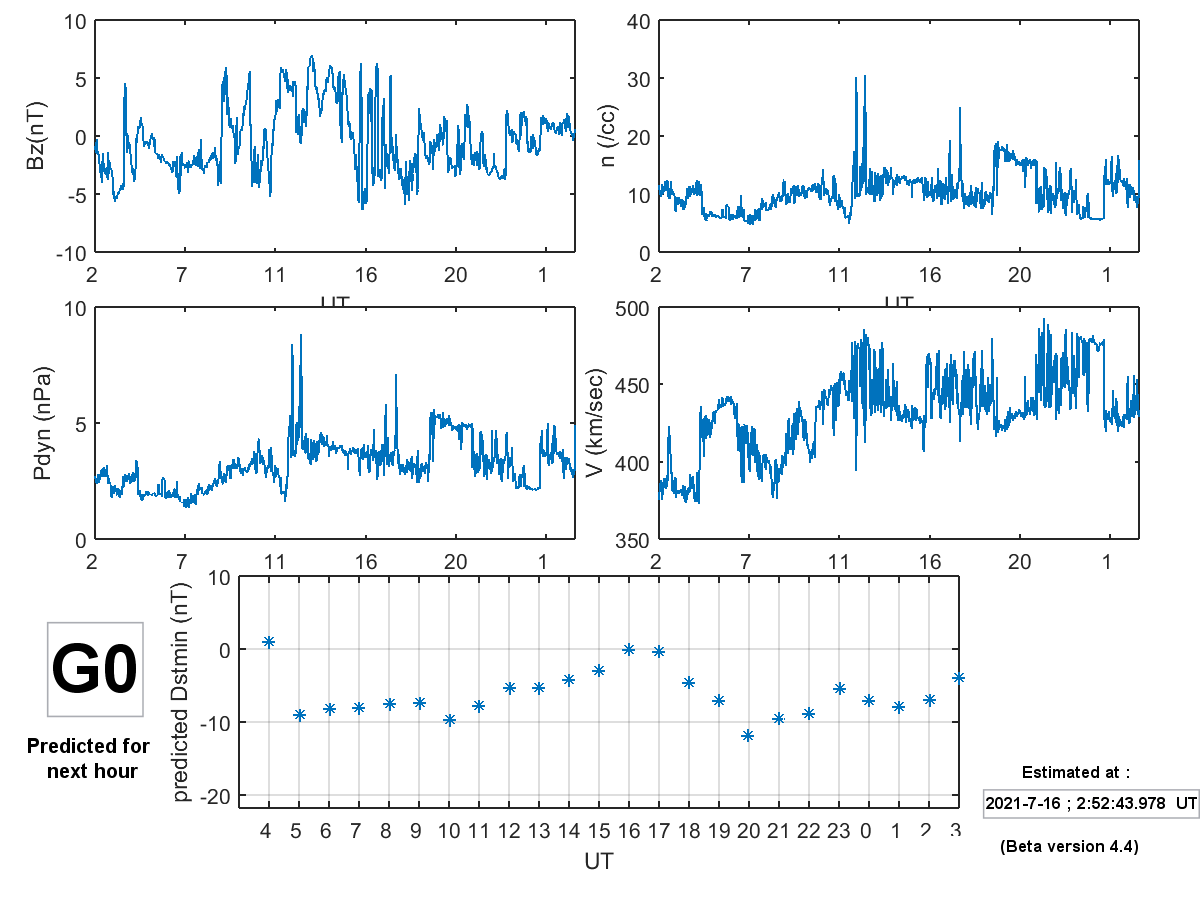 10
5
0
-5
-10
Bz(nT)
2 7 11 16 20 1
UT
40
30
20
10
0
n (/cc)
2 7 11 16 20 1
UT
10
5
0
Pdyn (nPa)
2 7 11 16 20 1
500
450
400
350
V (km/sec)
2 7 11 16 20 1
10
0
-10
-20
predicted Dstmin (nT)
4 5 6 7 8 9 10 11 12 13 14 15 16 17 18 19 20 21 22 23 0 1 2 3
UT
G0
Predicted for
next hour
Estimated at :
2021-7-16 ; 2:52:43.978 UT
(Beta version 4.4)